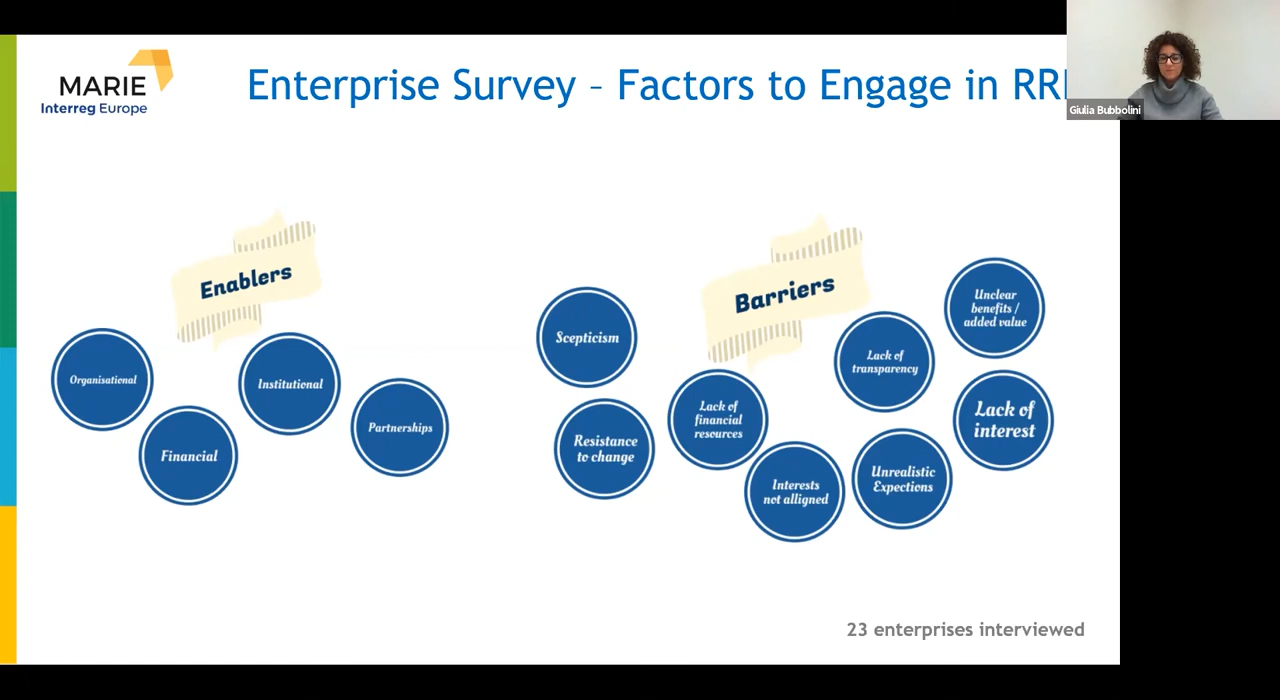 MARIE
Interreg Europe
Enterprise Survey – Factors to Engage in RR
Giulia Bubbolini
Enablers
Organisational
Institutional
Financial
Partnerships
Barriers
Scepticism
Resistance
to change
Lack of
financial
resources
Interests
not alligned
Lack of
transparency
Unrealistic
Expections
Unclear
benefits /
added value
Lack of
interest
23 enterprises interviewed